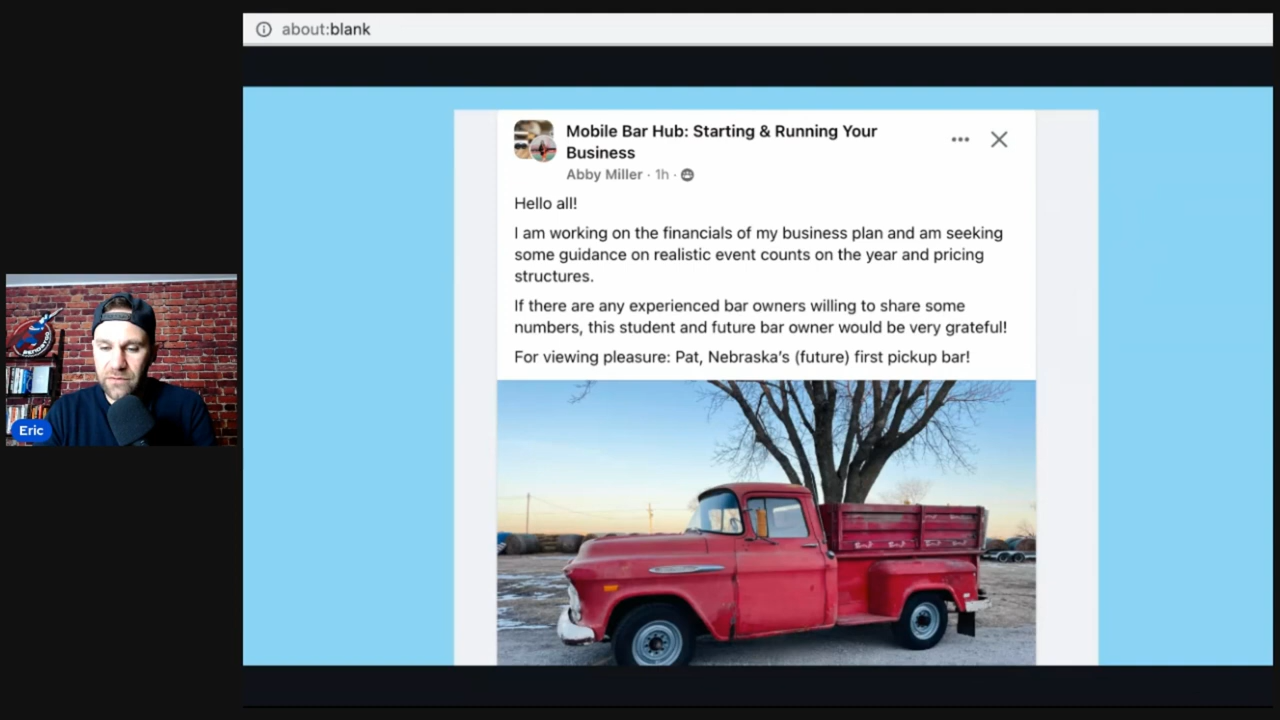 about:blank
Mobile Bar Hub: Starting & Running Your
Business
Abby Miller · 1h ·
Hello all!
I am working on the financials of my business plan and am seeking
some guidance on realistic event counts on the year and pricing
structures.
If there are any experienced bar owners willing to share some
numbers, this student and future bar owner would be very grateful!
For viewing pleasure: Pat, Nebraska's (future) first pickup bar!
Eric